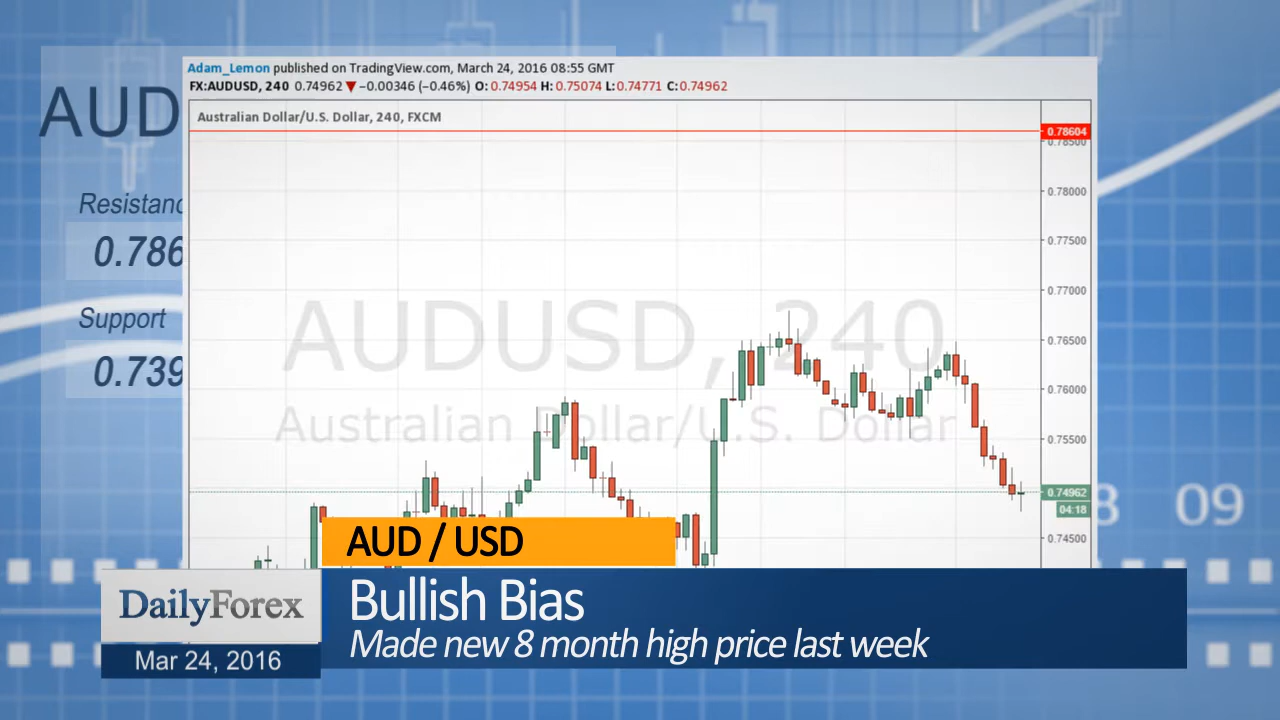 Adam_Lemon published on TradingView.com, March 24, 2016 08:55 GMT
FX:AUDUSD, 240 0.74962 ▼ −0.00346 (−0.46%) O: 0.74954 H: 0.75074 L: 0.74771 C: 0.74962
Australian Dollar/U.S. Dollar, 240, FXCM
AUD
Resistanc
0.786
Support
0.739
AUDUSD, 240
Australian Dollar/U.S. Dollar
0.78604
0.78500
0.78000
0.77500
0.77000
0.76500
0.76000
0.75500
0.74962
04:18
0.74500
8 09
AUD / USD
Bullish Bias
Made new 8 month high price last week
DailyForex
Mar 24, 2016